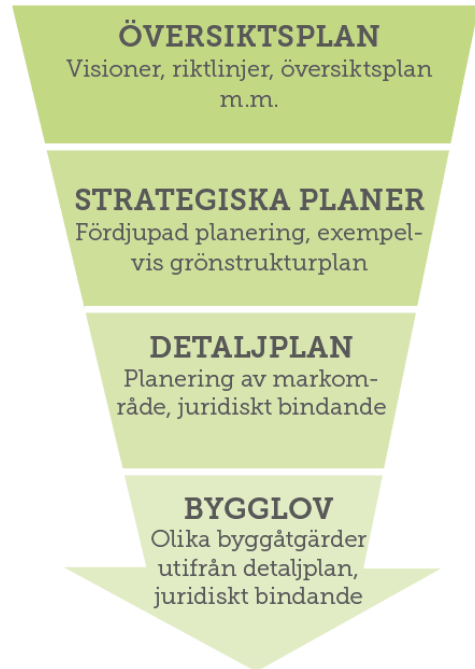 ÖVERSIKTSPLAN
Visioner, riktlinjer, översiktsplan
m.m.
STRATEGISKA PLANER
Fördjupad planering, exempel-
vis grönstrukturplan
DETALJPLAN
Planering av markom-
råde, juridiskt bindande
BYGGLOV
Olika byggåtgärder
utifrån detaljplan,
juridiskt bindande